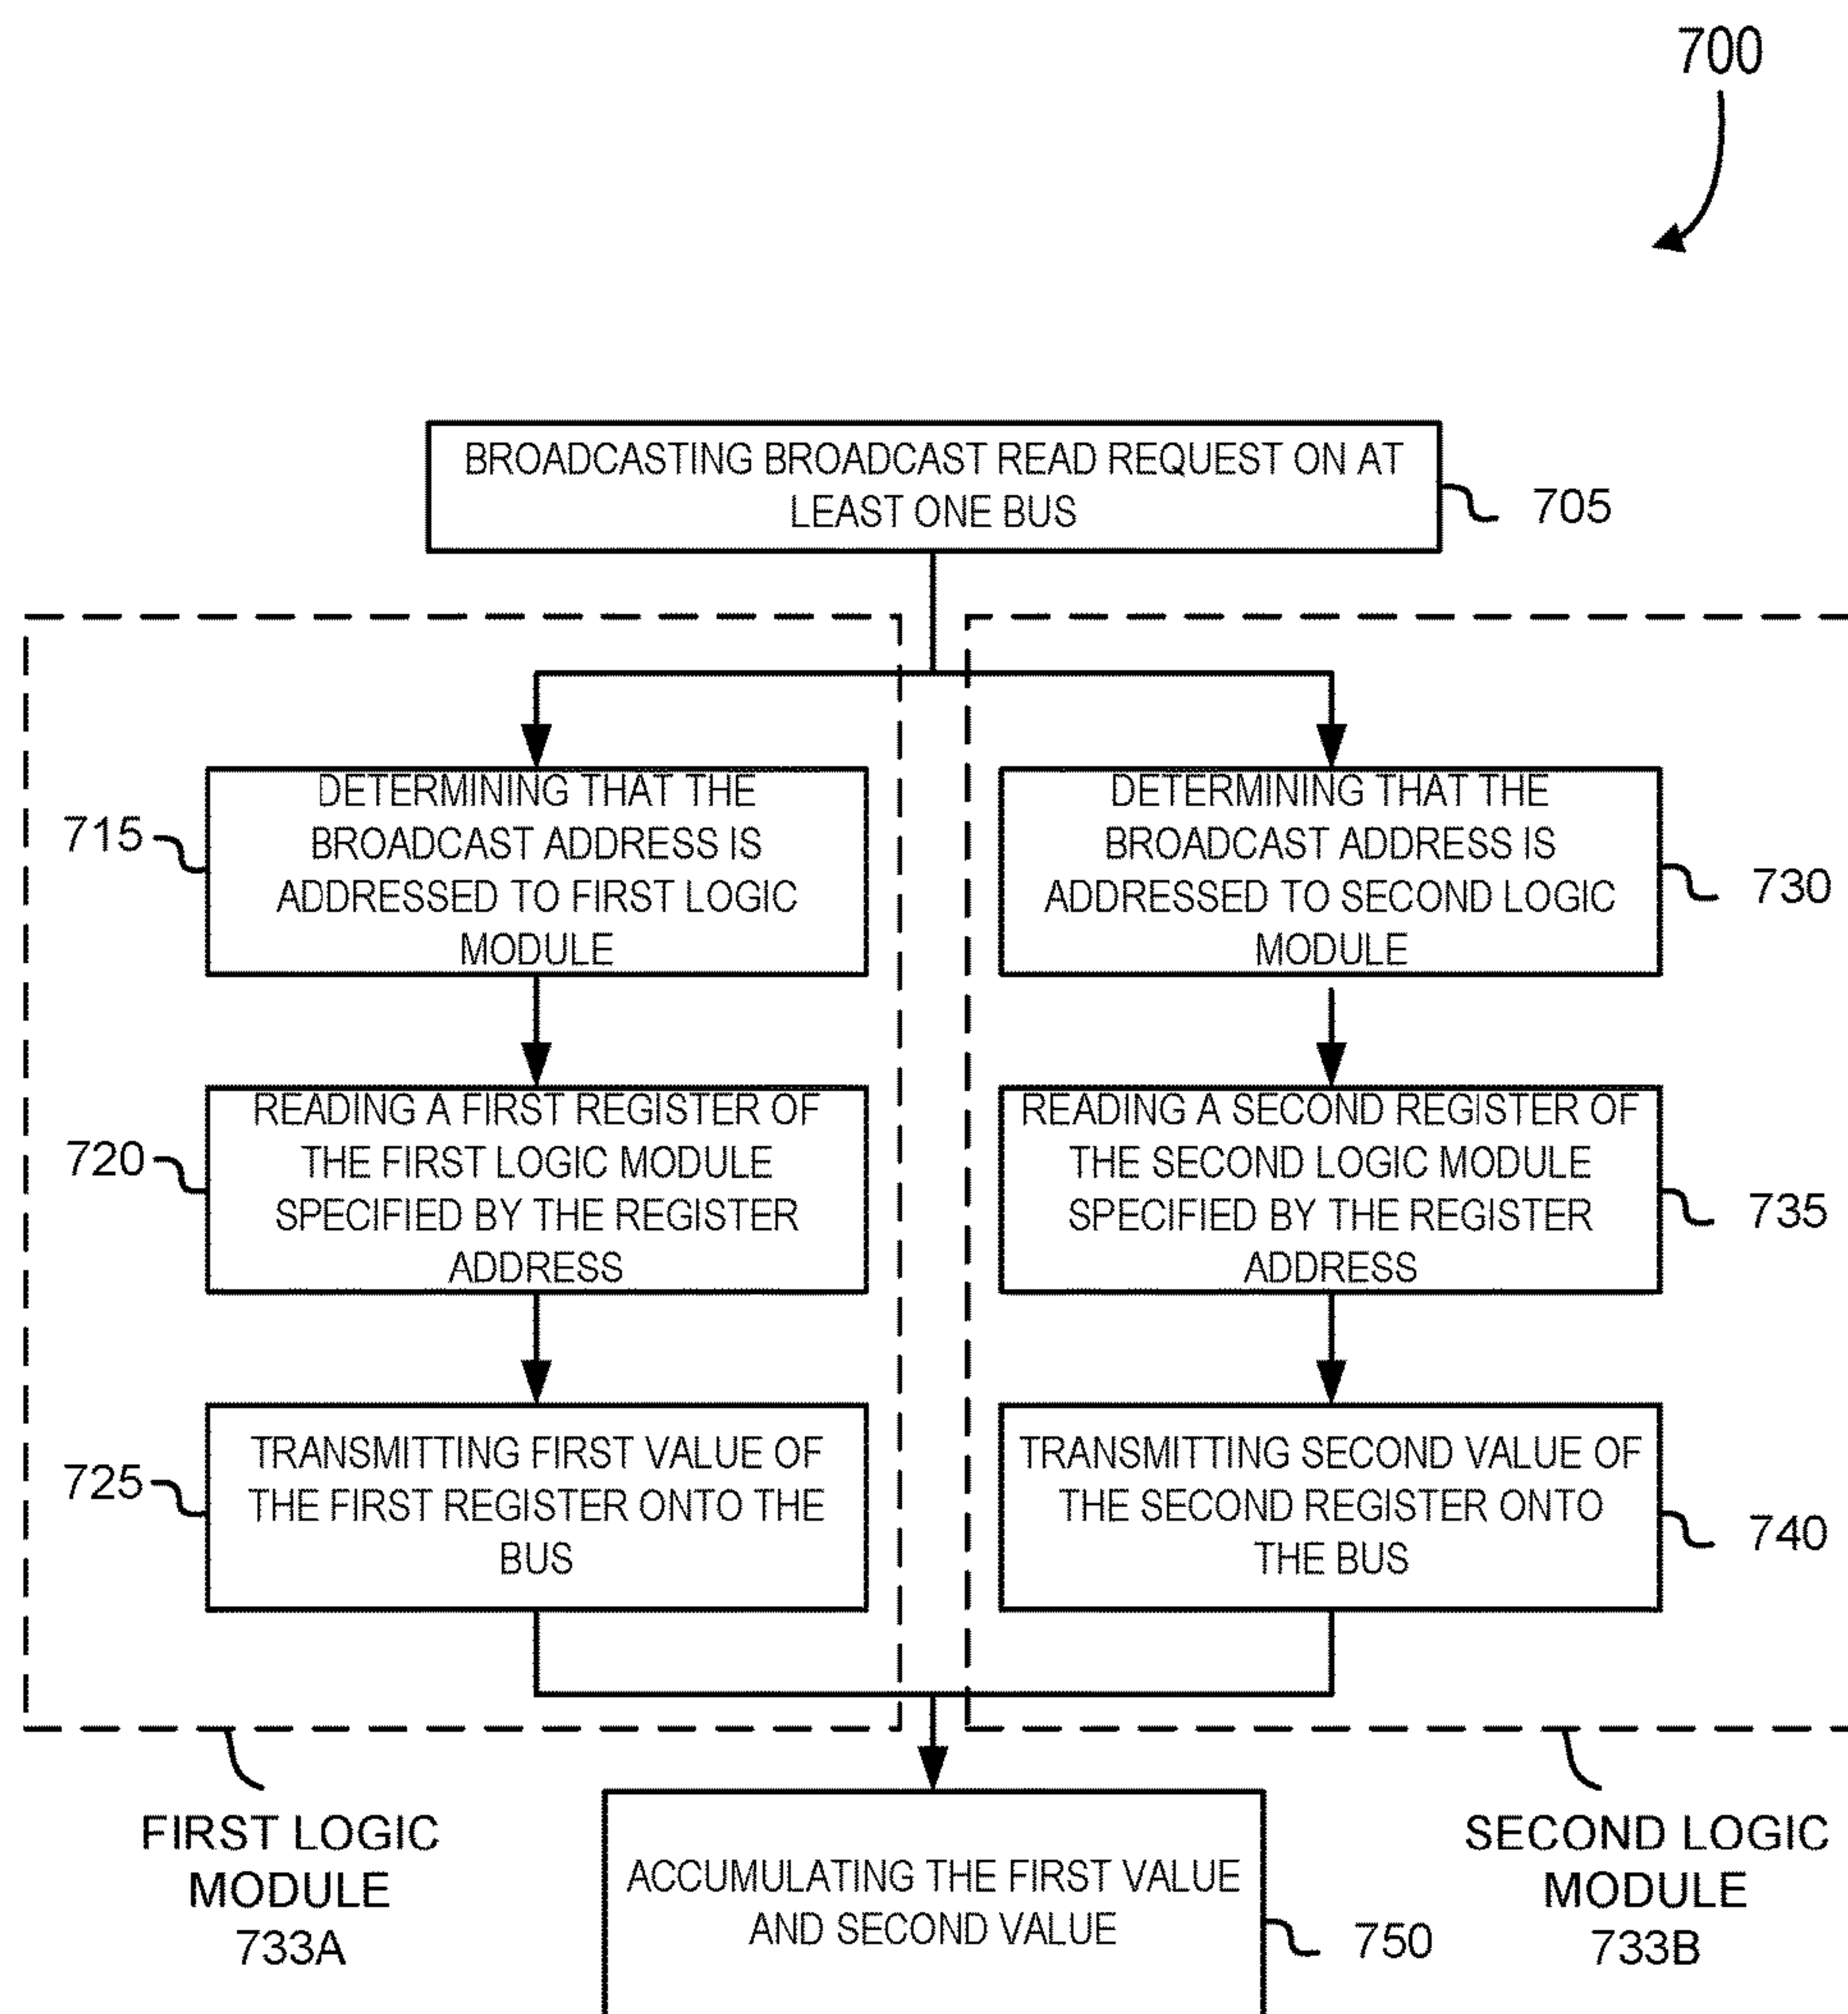 700
BROADCASTING BROADCAST READ REQUEST ON AT
LEAST ONE BUS
705
715
DETERMINING THAT THE
BROADCAST ADDRESS IS
ADDRESSED TO FIRST LOGIC
MODULE
DETERMINING THAT THE
BROADCAST ADDRESS IS
ADDRESSED TO SECOND LOGIC
MODULE
730
720
READING A FIRST REGISTER OF
THE FIRST LOGIC MODULE
SPECIFIED BY THE REGISTER
ADDRESS
READING A SECOND REGISTER OF
THE SECOND LOGIC MODULE
SPECIFIED BY THE REGISTER
ADDRESS
735
725
TRANSMITTING FIRST VALUE OF
THE FIRST REGISTER ONTO THE
BUS
TRANSMITTING SECOND VALUE OF
THE SECOND REGISTER ONTO
THE BUS
740
FIRST LOGIC
MODULE
733A
ACCUMULATING THE FIRST VALUE
AND SECOND VALUE
750
SECOND LOGIC
MODULE
733B